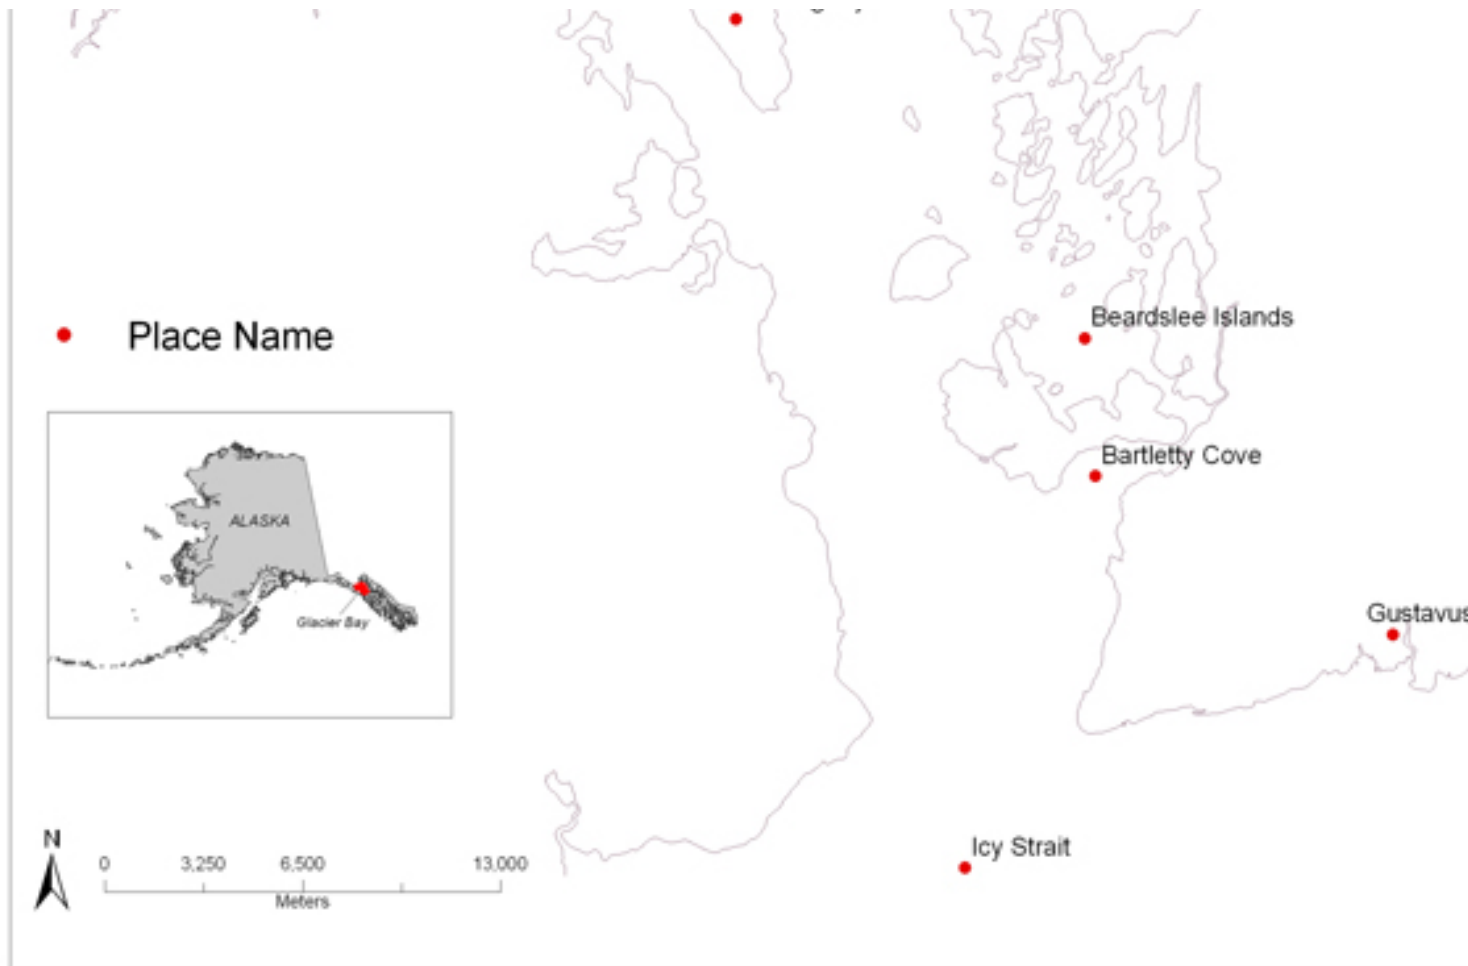 Beardslee Islands
Place Name
Bartletty Cove
ALASKA
Glacier Bay
Gustavus
N
0 3,250 6,500 13,000
Meters
Icy Strait